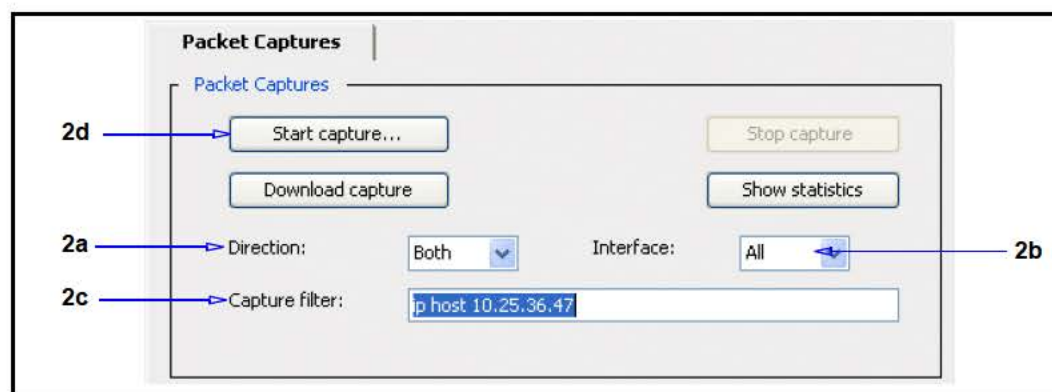 Packet Captures
Packet Captures
2d
Start capture...
Stop capture
Download capture
Show statistics
2a
Direction:
Both
Interface:
All
2b
2c
Capture filter:
ip host 10.25.36.47